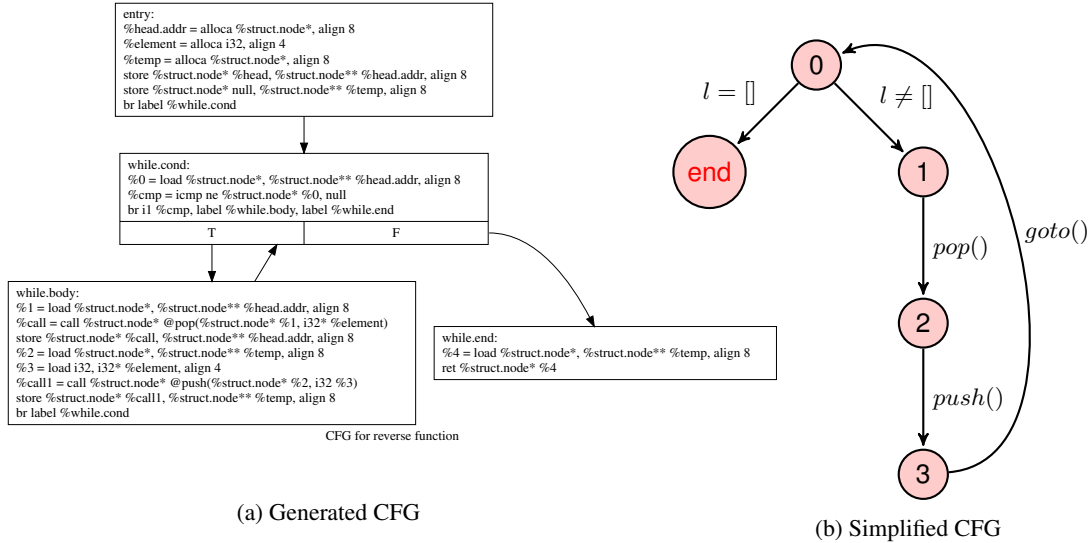 entry:
%head.addr = alloca %struct.node*, align 8
%element = alloca i32, align 4
%temp = alloca %struct.node*, align 8
store %struct.node* %head, %struct.node** %head.addr, align 8
store %struct.node* null, %struct.node** %temp, align 8
br label %while.cond
while.cond:
%0 = load %struct.node*, %struct.node** %head.addr, align 8
%cmp = icmp ne %struct.node* %0, null
br i1 %cmp, label %while.body, label %while.end
T F
while.body:
%1 = load %struct.node*, %struct.node** %head.addr, align 8
%call = call %struct.node* @pop(%struct.node* %1, i32* %element)
store %struct.node* %call, %struct.node** %head.addr, align 8
%2 = load %struct.node*, %struct.node** %temp, align 8
%3 = load i32, i32* %element, align 4
%call1 = call %struct.node* @push(%struct.node* %2, i32 %3)
store %struct.node* %call1, %struct.node** %temp, align 8
br label %while.cond
while.end:
%4 = load %struct.node*, %struct.node** %temp, align 8
ret %struct.node* %4
CFG for reverse function
(a) Generated CFG
0
l = []
l ≠ []
end
1
goto()
pop()
2
push()
3
(b) Simplified CFG